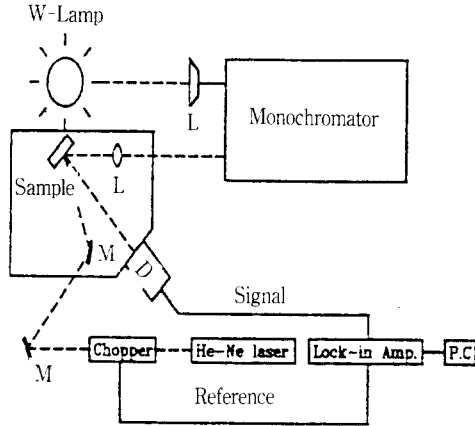 W-Lamp
L
Monochromator
Sample
L
M
D
Signal
Chopper
He-Ne laser
Lock-in Amp.
P.C
M
Reference